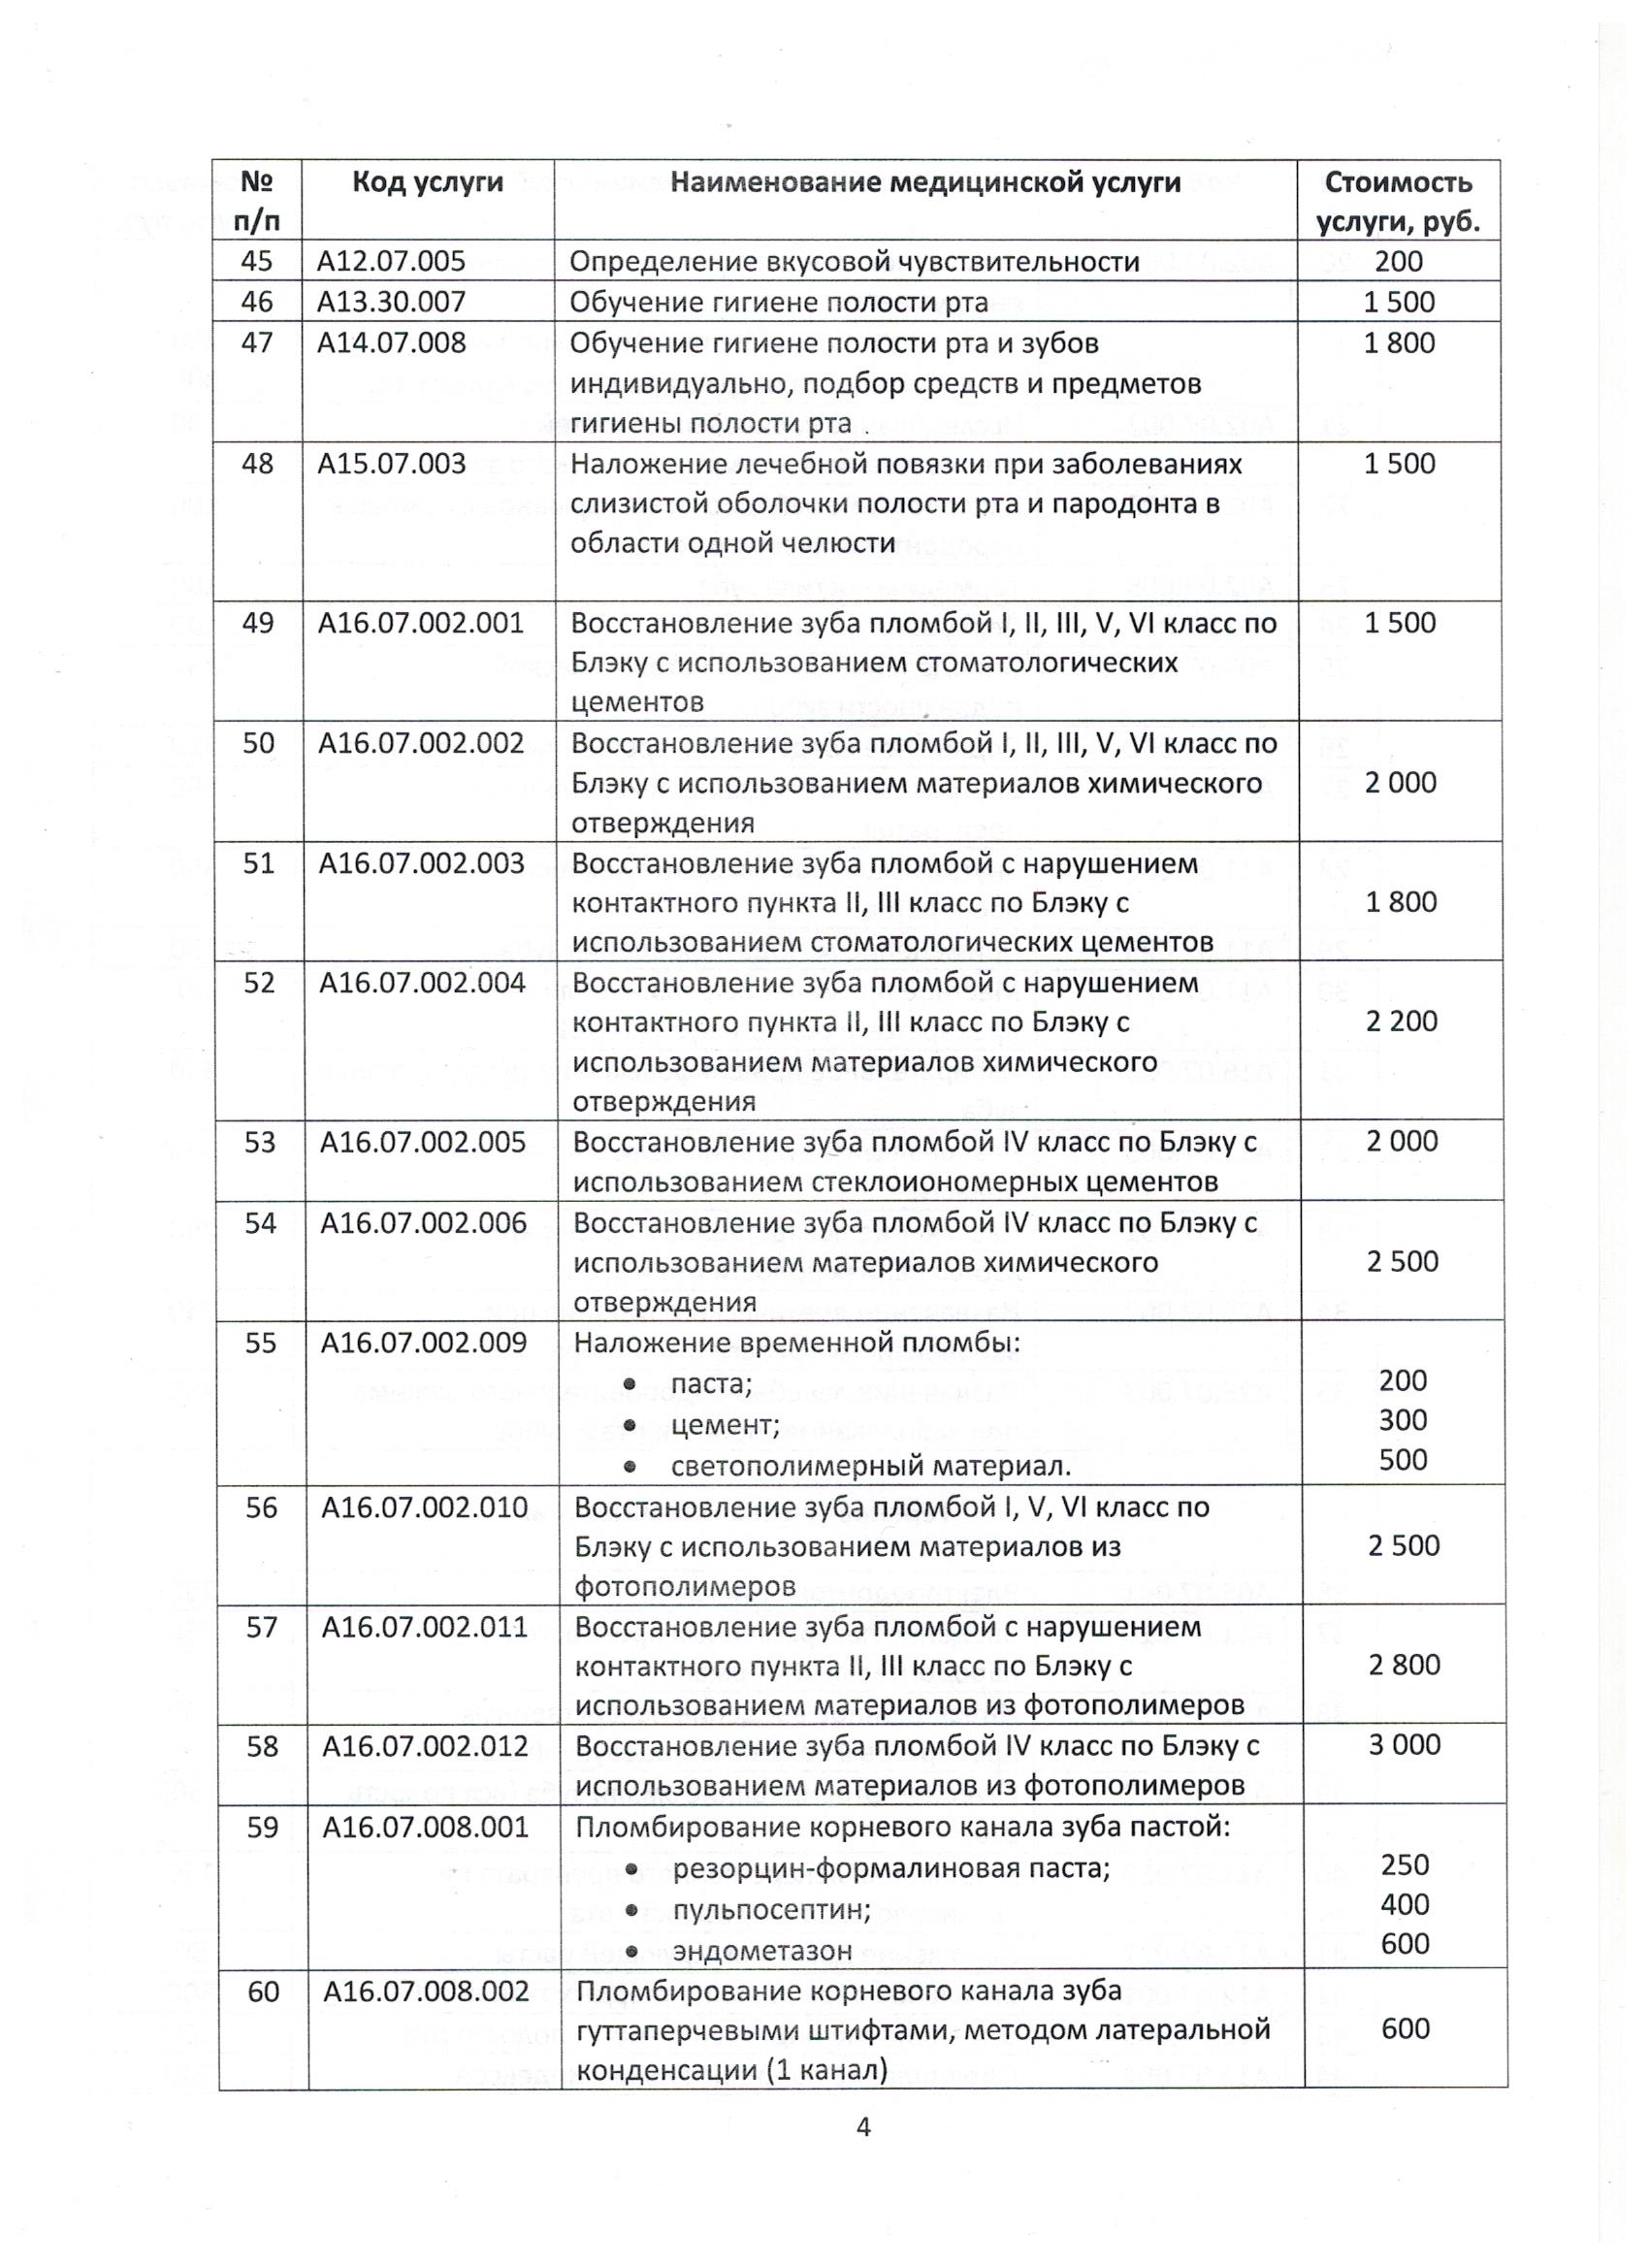 № п/п Код услуги Наименование медицинской услуги Стоимость услуги, руб.
45 А12.07.005 Определение вкусовой чувствительности 200
46 А13.30.007 Обучение гигиене полости рта 1 500
47 А14.07.008 Обучение гигиене полости рта и зубов 1 800
индивидуально, подбор средств и предметов
гигиены полости рта
48 А15.07.003 Наложение лечебной повязки при заболеваниях 1 500
слизистой оболочки полости рта и пародонта в
области одной челюсти
49 А16.07.002.001 Восстановление зуба пломбой I, II, III, V, VI класс по 1 500
Блэку с использованием стоматологических
цементов
50 А16.07.002.002 Восстановление зуба пломбой I, II, III, V, VI класс по
Блэку с использованием материалов химического 2 000
отверждения
51 А16.07.002.003 Восстановление зуба пломбой с нарушением
контактного пункта II, III класс по Блэку с 1 800
использованием стоматологических цементов
52 А16.07.002.004 Восстановление зуба пломбой с нарушением
контактного пункта II, III класс по Блэку с 2 200
использованием материалов химического
отверждения
53 А16.07.002.005 Восстановление зуба пломбой IV класс по Блэку с 2 000
использованием стеклоиономерных цементов
54 А16.07.002.006 Восстановление зуба пломбой IV класс по Блэку с
использованием материалов химического 2 500
отверждения
55 А16.07.002.009 Наложение временной пломбы:
• паста; 200
• цемент; 300
• светополимерный материал. 500
56 А16.07.002.010 Восстановление зуба пломбой I, V, VI класс по
Блэку с использованием материалов из 2 500
фотополимеров
57 А16.07.002.011 Восстановление зуба пломбой с нарушением
контактного пункта II, III класс по Блэку с 2 800
использованием материалов из фотополимеров
58 А16.07.002.012 Восстановление зуба пломбой IV класс по Блэку с 3 000
использованием материалов из фотополимеров
59 А16.07.008.001 Пломбирование корневого канала зуба пастой:
• резорцин-формалиновая паста; 250
• пульпосептин; 400
• эндометазон 600
60 А16.07.008.002 Пломбирование корневого канала зуба
гуттаперчевыми штифтами, методом латеральной 600
конденсации (1 канал)
4